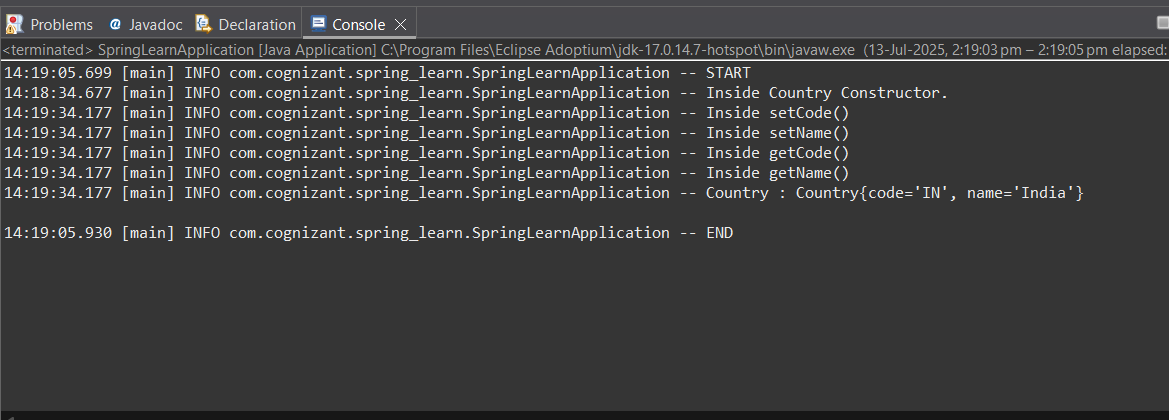 Problems @ Javadoc Declaration Console
<terminated> SpringLearnApplication [Java Application] C:\Program Files\Eclipse Adoptium\jdk-17.0.14.7-hotspot\bin\javaw.exe (13-Jul-2025, 2:19:03 pm – 2:19:05 pm elapsed:
14:19:05.699 [main] INFO com.cognizant.spring_learn.SpringLearnApplication -- START
14:18:34.677 [main] INFO com.cognizant.spring_learn.SpringLearnApplication -- Inside Country Constructor.
14:19:34.177 [main] INFO com.cognizant.spring_learn.SpringLearnApplication -- Inside setCode()
14:19:34.177 [main] INFO com.cognizant.spring_learn.SpringLearnApplication -- Inside setName()
14:19:34.177 [main] INFO com.cognizant.spring_learn.SpringLearnApplication -- Inside getCode()
14:19:34.177 [main] INFO com.cognizant.spring_learn.SpringLearnApplication -- Inside getName()
14:19:34.177 [main] INFO com.cognizant.spring_learn.SpringLearnApplication -- Country : Country{code='IN', name='India'}
14:19:05.930 [main] INFO com.cognizant.spring_learn.SpringLearnApplication -- END